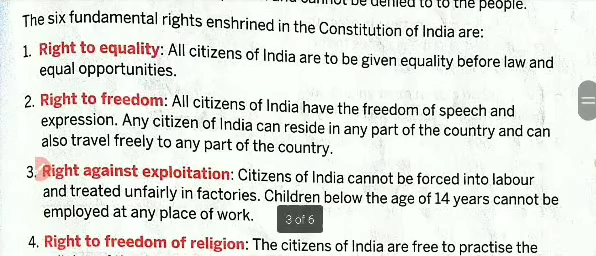 be denied to to the people.
The six fundamental rights enshrined in the Constitution of India are:
1. Right to equality: All citizens of India are to be given equality before law and
equal opportunities.
2. Right to freedom: All citizens of India have the freedom of speech and
expression. Any citizen of India can reside in any part of the country and can
also travel freely to any part of the country.
3. Right against exploitation: Citizens of India cannot be forced into labour
and treated unfairly in factories. Children below the age of 14 years cannot be
employed at any place of work.
3 of 6
4. Right to freedom of religion: The citizens of India are free to practise the